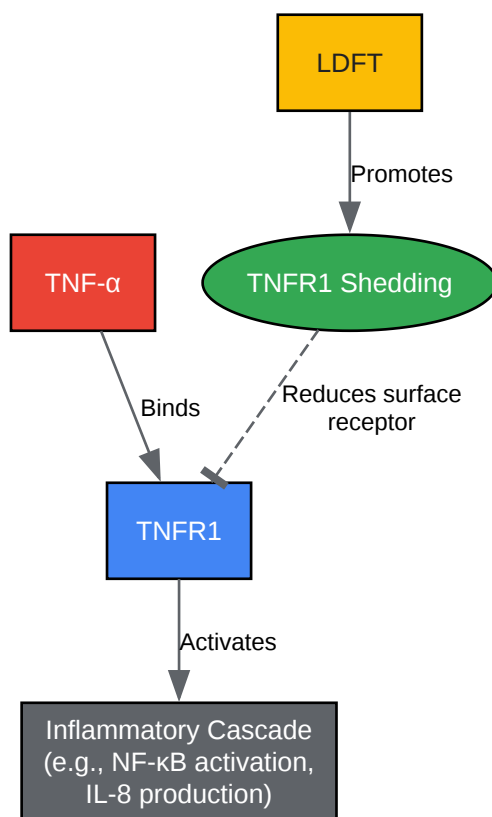 LDFT
Promotes
TNF-α
TNFR1 Shedding
Binds
Reduces surface
receptor
TNFR1
Activates
Inflammatory Cascade
(e.g., NF-κB activation,
IL-8 production)